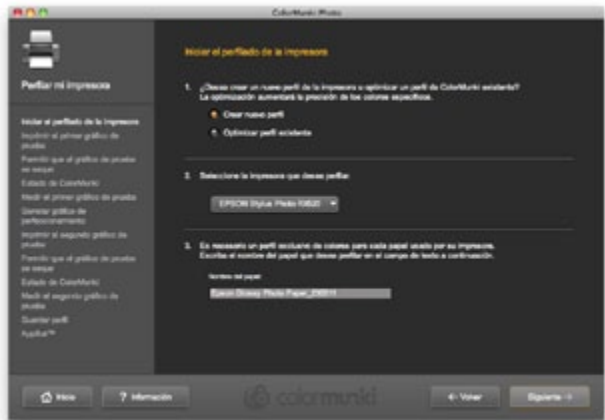 ColorMunki Photo
Perfilar mi impresora
Iniciar el perfilado de la impresora
Imprimir el primer gráfico de
prueba
Permitir que el gráfico de prueba
se seque
Estado de ColorMunki
Medir el primer gráfico de prueba
Generar gráfico de
perfeccionamiento
Imprimir el segundo gráfico de
prueba
Permitir que el gráfico de prueba
se seque
Estado de ColorMunki
Medir el segundo gráfico de
prueba
Guardar perfil
AppSet™
Iniciar el perfilado de la impresora
1. ¿Desea crear un nuevo perfil de la impresora u optimizar un perfil de ColorMunki existente?
La optimización aumentará la precisión de los colores específicos.
Crear nuevo perfil
Optimizar perfil existente
2. Seleccione la impresora que desea perfilar.
EPSON Stylus Photo
3. Es necesario un perfil exclusivo de colores para cada papel usado por su impresora.
Escriba el nombre del papel que desea perfilar en el campo de texto a continuación.
Nombre del papel:
Epson Glossy Photo Paper
Inicio
? Información
colormunki
Volver
Siguiente